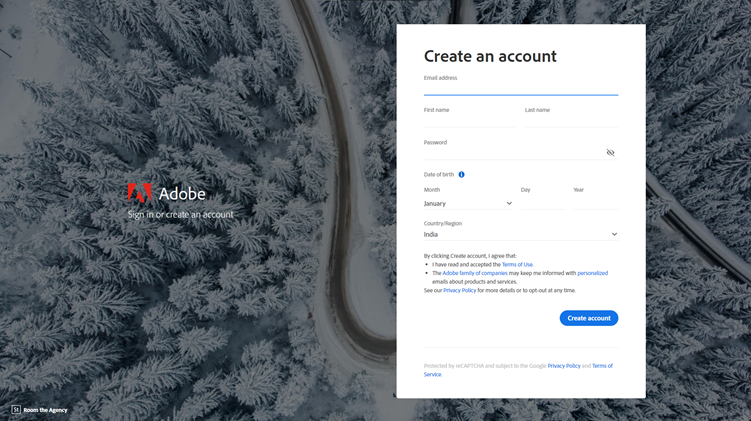 Create an account
Email address
First name
Last name
Password
Date of birth
Month
Day
Year
January
Country/Region
India
By clicking Create account, I agree that:
I have read and accepted the Terms of Use.
The Adobe family of companies may keep me informed with personalized
emails about products and services.
See our Privacy Policy for more details or to opt-out at any time.
Create account
Protected by reCAPTCHA and subject to the Google Privacy Policy and Terms of
Service.
Adobe
Sign in or create an account
St
Room the Agency